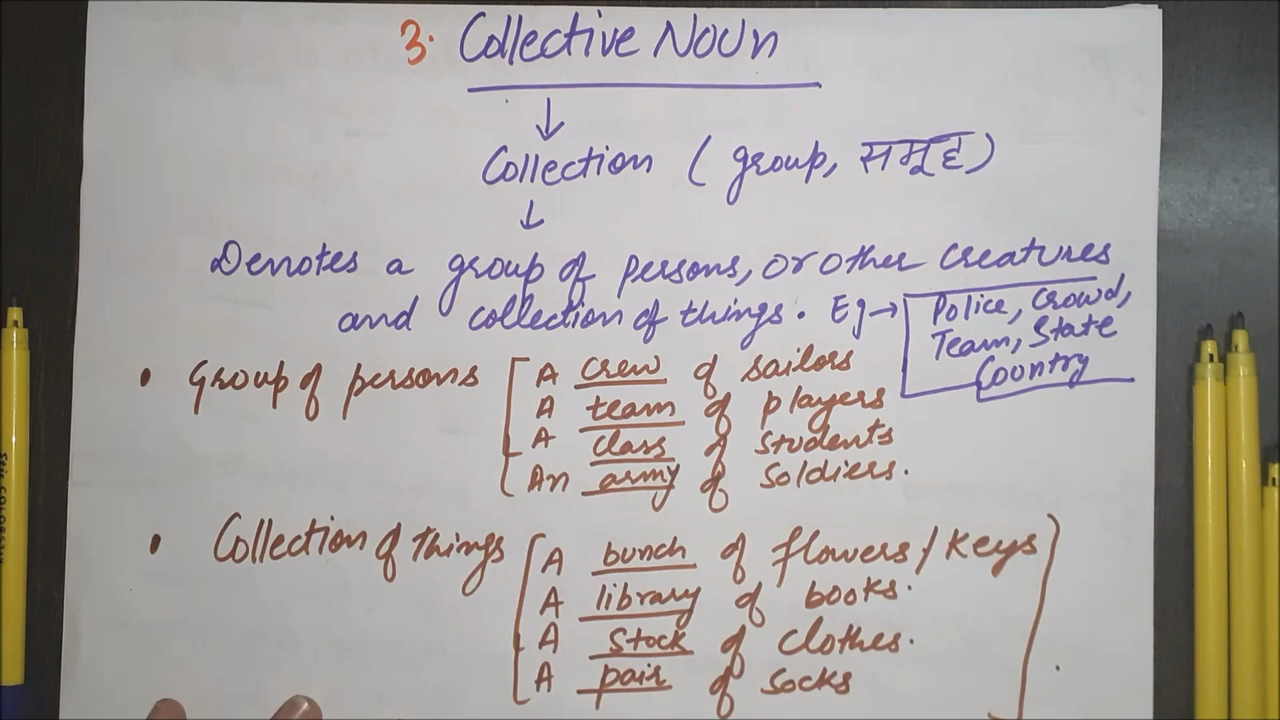 3. Collective Noun
↓
Collection ( group, समूह )
↓
Denotes a group of persons, or other creatures
and collection of things. Eg → Police, Crowd,
Team, State
Country
• Group of persons
A crew of sailors
A team of players
A class of students
An army of soldiers.
• Collection of things
A bunch of flowers / keys
A library of books.
A stock of clothes.
A pair of socks